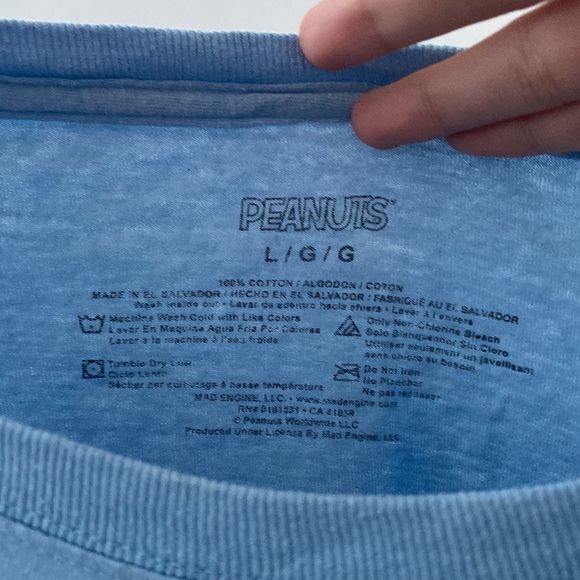 PEANUTS™
L / G / G
100% COTTON / ALGODON / COTON
MADE IN EL SALVADOR / HECHO EN EL SALVADOR / FABRIQUÉ AU EL SALVADOR
Wash inside out • Lavar de adentro hacia afuera • Laver à l'envers
Machine Wash Cold with Like Colors
Lavar En Maquina Agua Fria Por Colores
Laver à la machine à l'eau froide
Only Non-Chlorine Bleach
Solo Blanqueador Sin Cloro
Utiliser seulement un javellisant
sans chlore au besoin
Tumble Dry Low
Ciclo Lento
Sécher par culbutage à basse température
Do Not Iron
No Planchar
Ne pas repasser
MAD ENGINE, LLC. • www.madengine.com
RN# 0161531 • CA 41858
© Peanuts Worldwide LLC
Produced Under License By Mad Engine, LLC